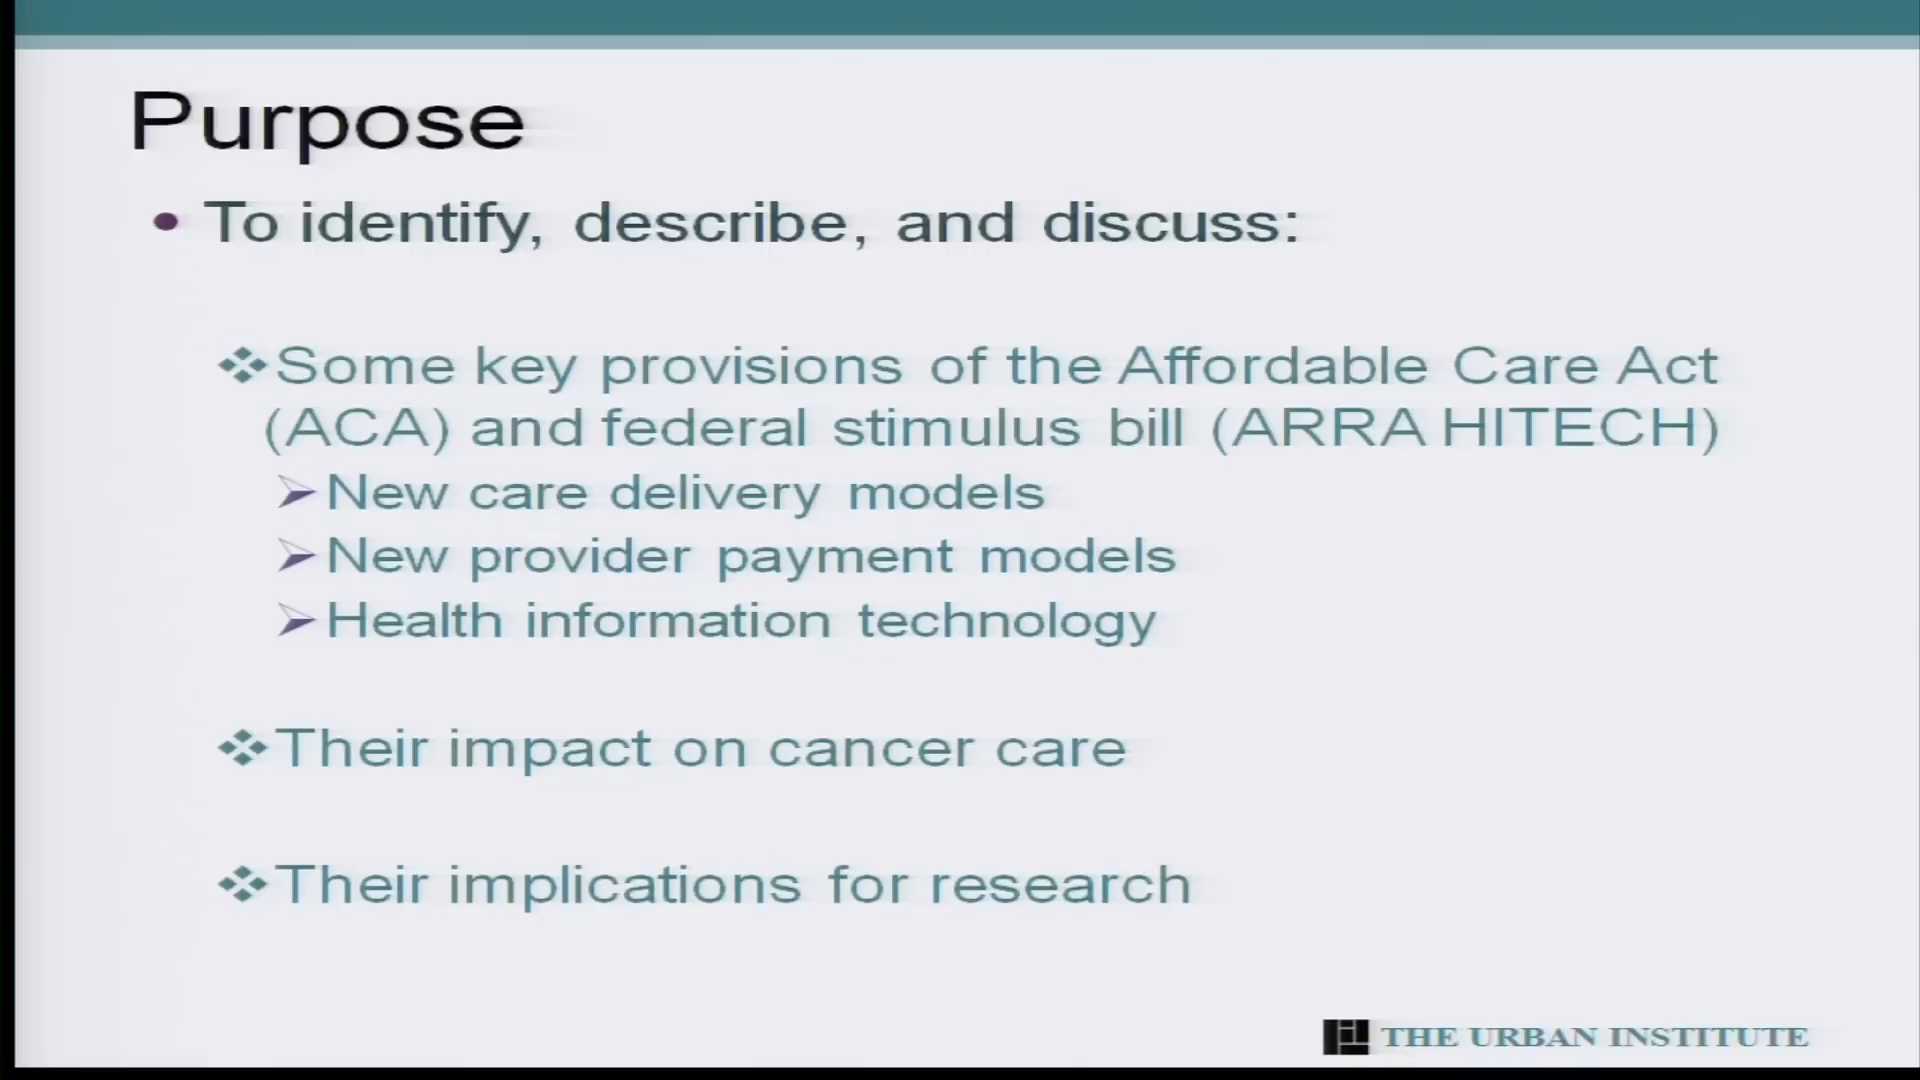 Purpose
To identify, describe, and discuss:
Some key provisions of the Affordable Care Act
(ACA) and federal stimulus bill (ARRA HITECH)
New care delivery models
New provider payment models
Health information technology
Their impact on cancer care
Their implications for research
THE URBAN INSTITUTE